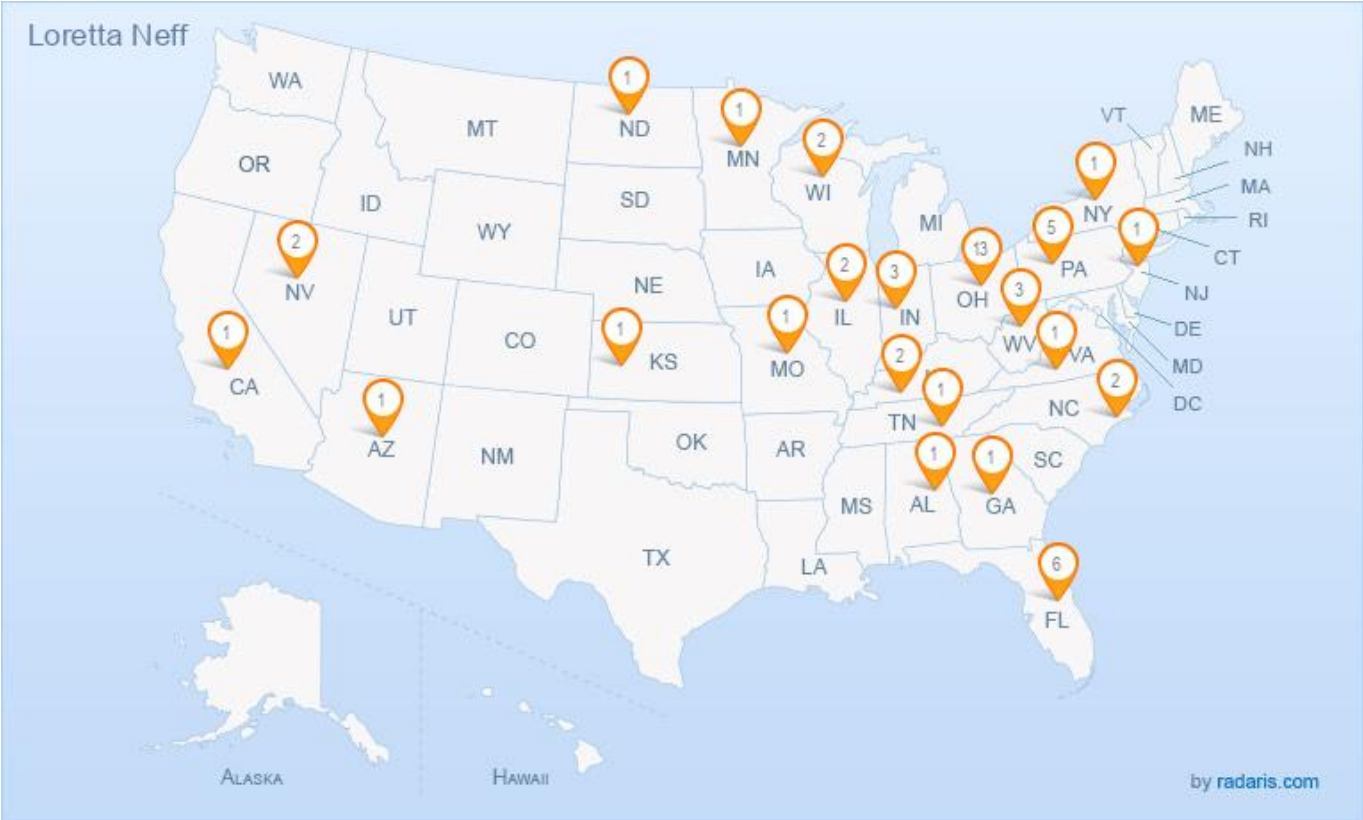 Loretta Neff
WA
MT
ND
1
MN
1
WI
2
VT
ME
NH
MA
RI
CT
NJ
DE
MD
DC
OR
ID
WY
SD
NE
IA
MI
NY
1
PA
5
1
NV
2
UT
CO
KS
1
MO
1
IL
2
IN
3
OH
13
WV
3
VA
1
CA
1
AZ
1
NM
OK
AR
2
TN
1
NC
2
SC
MS
AL
1
GA
1
TX
LA
FL
6
ALASKA
HAWAII
by radaris.com